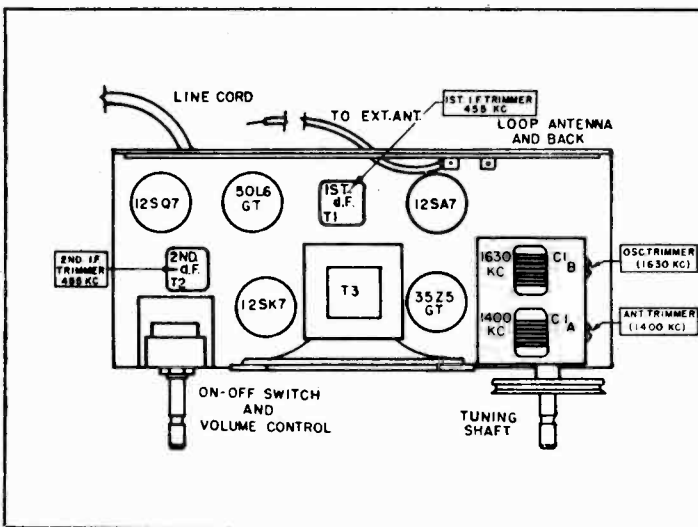 LINE CORD
TO EXT.ANT.
1ST. I F TRIMMER
455 KC
LOOP ANTENNA
AND BACK
12SQ7
50L6
GT
1ST.
d.F.
T1
12SA7
2ND. I F
TRIMMER
455 KC
2ND.
d.F.
T2
12SK7
T3
35Z5
GT
1630
KC
C1
B
1400
KC
C1
A
OSC.TRIMMER
(1630 KC)
ANT TRIMMER
(1400 KC)
ON-OFF SWITCH
AND
VOLUME CONTROL
TUNING
SHAFT